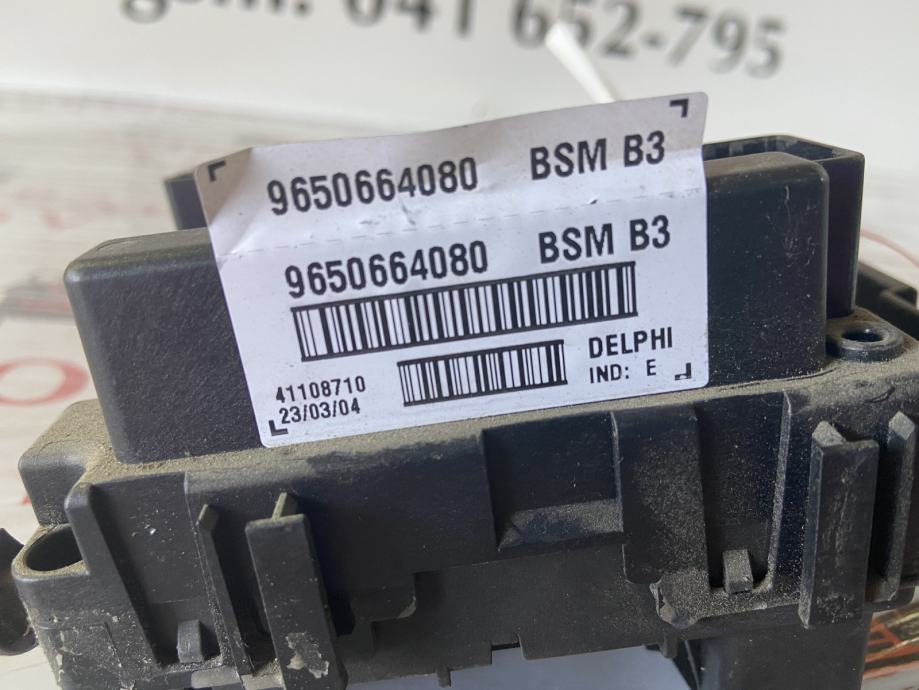 gsm: 041 652-795
9650664080 BSM B3
9650664080 BSM B3
DELPHI
41108710
IND: E
23/03/04